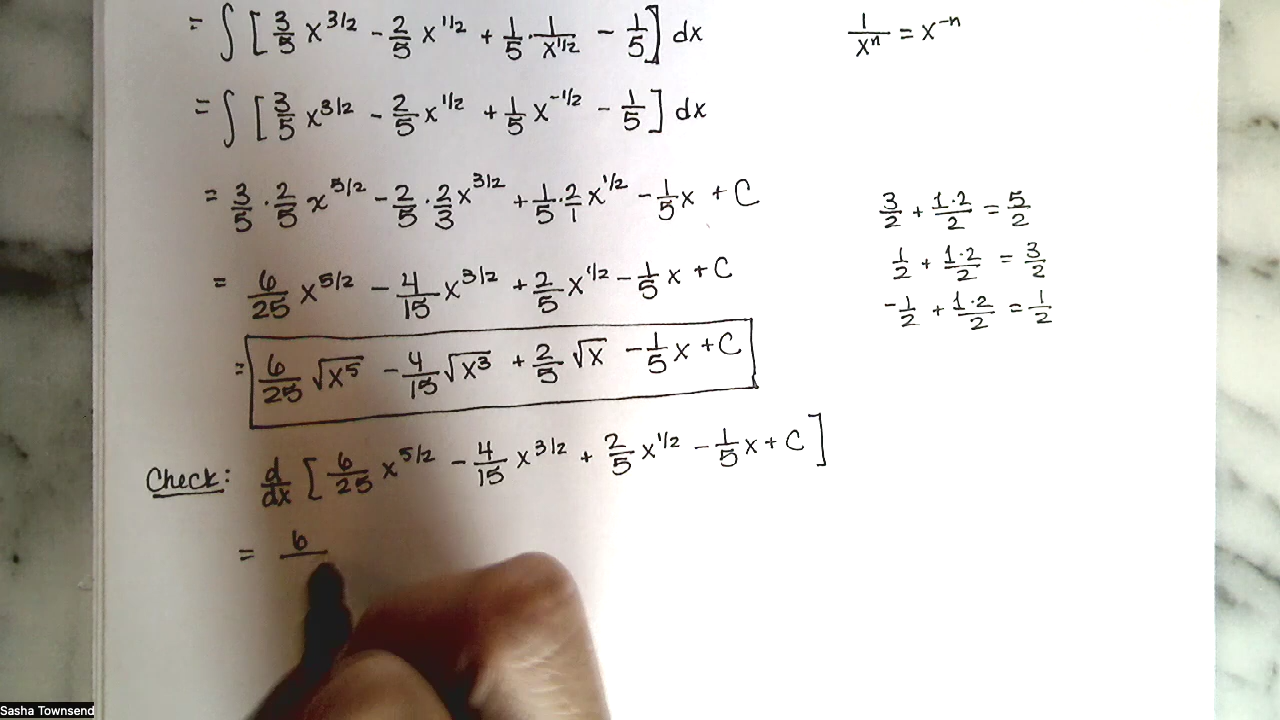 = ∫ [ 3/5 x^3/2 - 2/5 x^1/2 + 1/5 · 1/x^1/2 - 1/5 ] dx
1/x^n = x^-n
= ∫ [ 3/5 x^3/2 - 2/5 x^1/2 + 1/5 x^-1/2 - 1/5 ] dx
= 3/5 · 2/5 x^5/2 - 2/5 · 2/3 x^3/2 + 1/5 · 2/1 x^1/2 - 1/5 x + C
3/2 + 1·2/2 = 5/2
1/2 + 1·2/2 = 3/2
-1/2 + 1·2/2 = 1/2
= 6/25 x^5/2 - 4/15 x^3/2 + 2/5 x^1/2 - 1/5 x + C
= 6/25 √x^5 - 4/15 √x^3 + 2/5 √x - 1/5 x + C
Check: d/dx [ 6/25 x^5/2 - 4/15 x^3/2 + 2/5 x^1/2 - 1/5 x + C ]
= 6/
Sasha Townsend